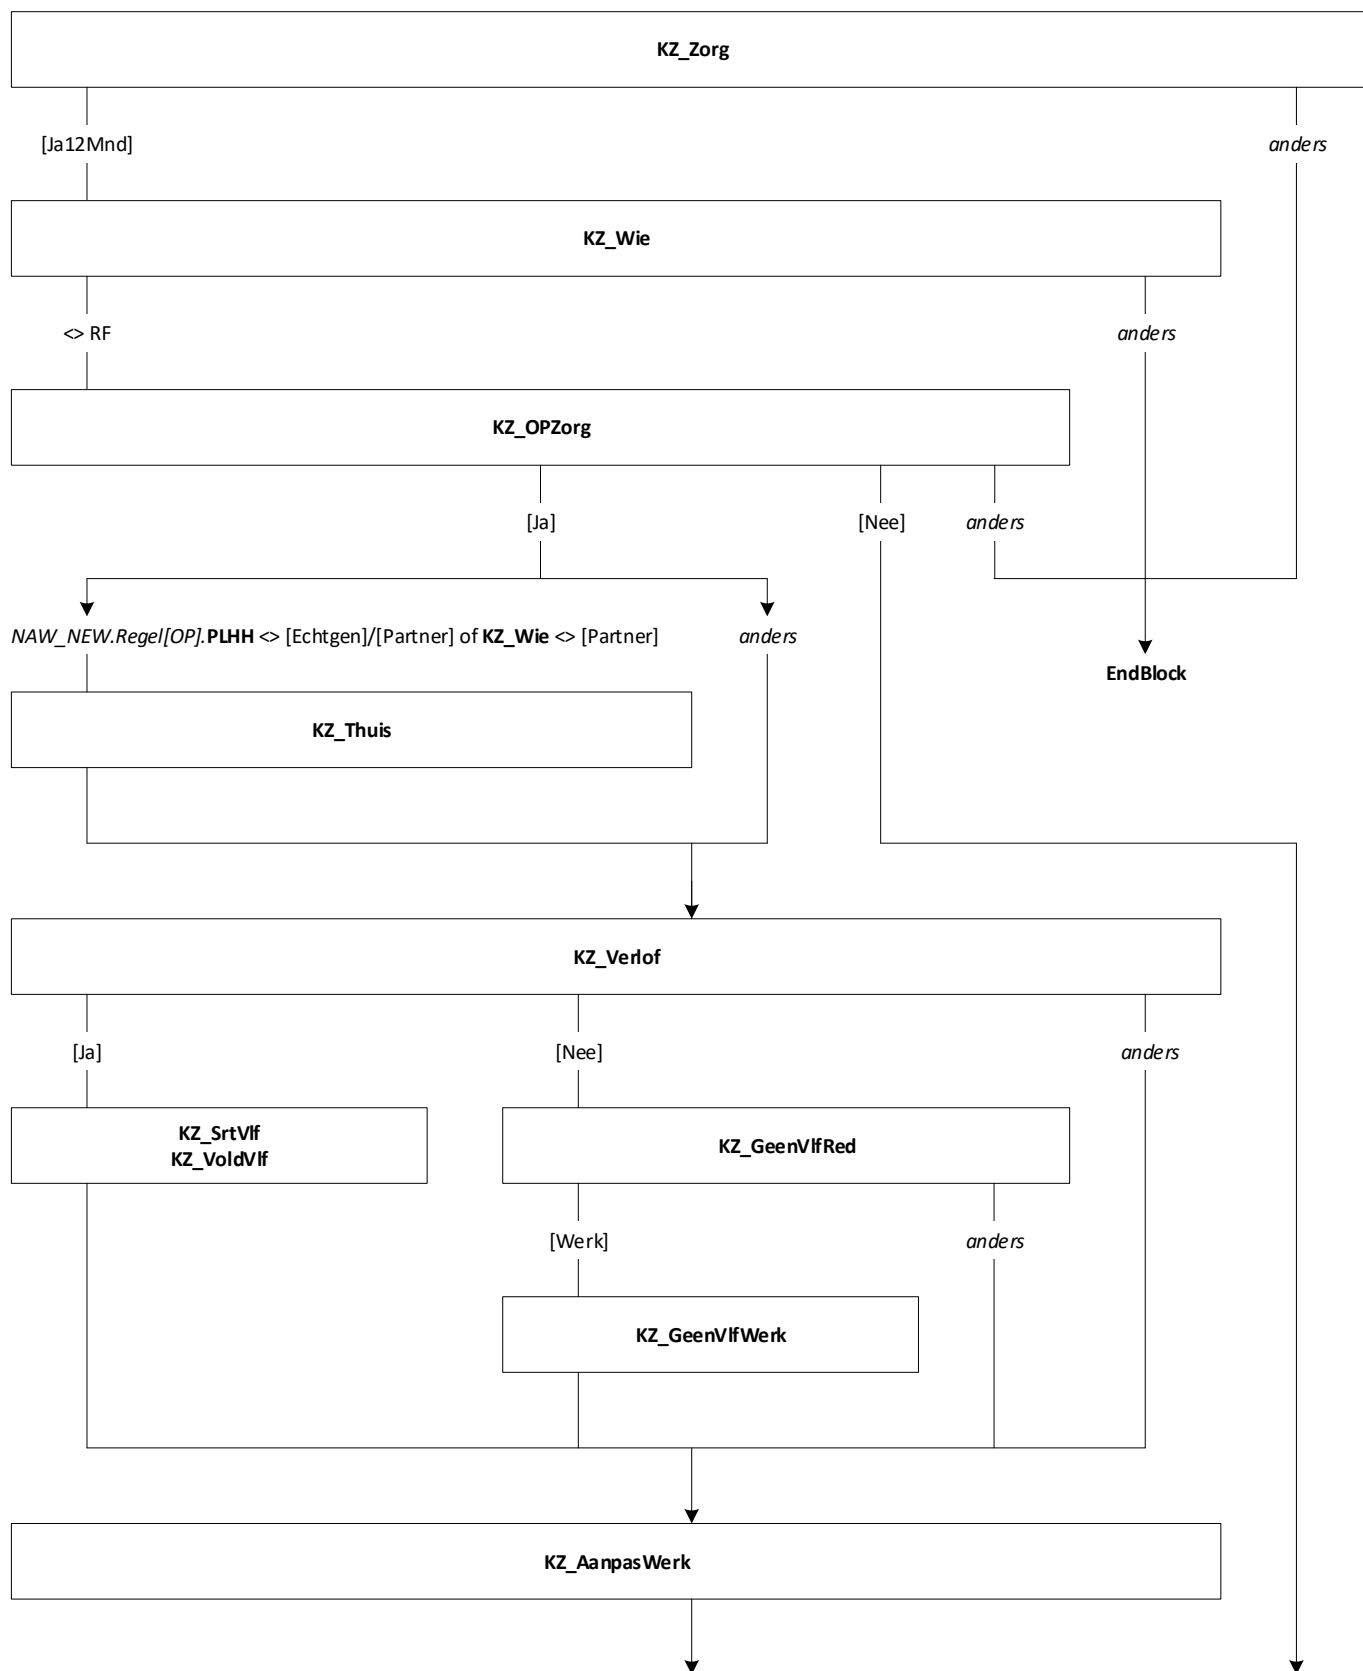 KZ_Zorg
[Ja12Mnd]
anders
KZ_Wie
<> RF
anders
KZ_OPZorg
[Ja]
[Nee]
anders
NAW_NEW.Regel[OP].PLHH <> [Echtgen]/[Partner] of KZ_Wie <> [Partner]
anders
EndBlock
KZ_Thuis
KZ_Verlof
[Ja]
[Nee]
anders
KZ_SrtVlf
KZ_VoldVlf
KZ_GeenVlfRed
[Werk]
anders
KZ_GeenVlfWerk
KZ_AanpasWerk